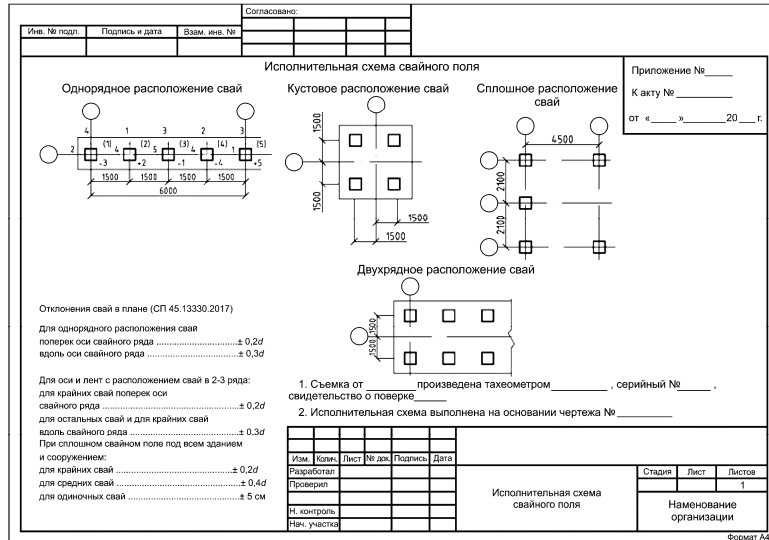 Согласовано:
Инв. № подл. Подпись и дата Взам. инв. №
Исполнительная схема свайного поля
Приложение №_____
К акту № __________
от «_____»________20 ___ г.
Однорядное расположение свай
4 1 3 2 3
(1) (2) (3) (4) (5)
2 4 5 4 1
-3 +2 -1 -4 +5
1500 1500 1500 1500
6000
Кустовое расположение свай
1500
1500
1500
1500
Сплошное расположение
свай
4500
2100
2100
Двухрядное расположение свай
1500
1500
Отклонения свай в плане (СП 45.13330.2017)
Для однорядного расположения свай
поперек оси свайного ряда ......................± 0,2d
вдоль оси свайного ряда .........................± 0,3d
Для оси и лент с расположением свай в 2-3 ряда:
для крайних свай поперек оси
свайного ряда ..........................................± 0,2d
для остальных свай и для крайних свай
вдоль свайного ряда ................................± 0,3d
При сплошном свайном поле под всем зданием
и сооружением:
для крайних свай ...................................± 0,2d
для средних свай ....................................± 0,4d
для одиночных свай ................................± 5 см
1. Съемка от _________произведена тахеометром__________ , серийный №_____ ,
свидетельство о поверке_____
2. Исполнительная схема выполнена на основании чертежа № __________
Изм. Колич. Лист № док. Подпись Дата
Разработал
Проверил
Н. контроль
Нач. участка
Исполнительная схема
свайного поля
Стадия Лист Листов
1
Наименование
организации
Формат А4